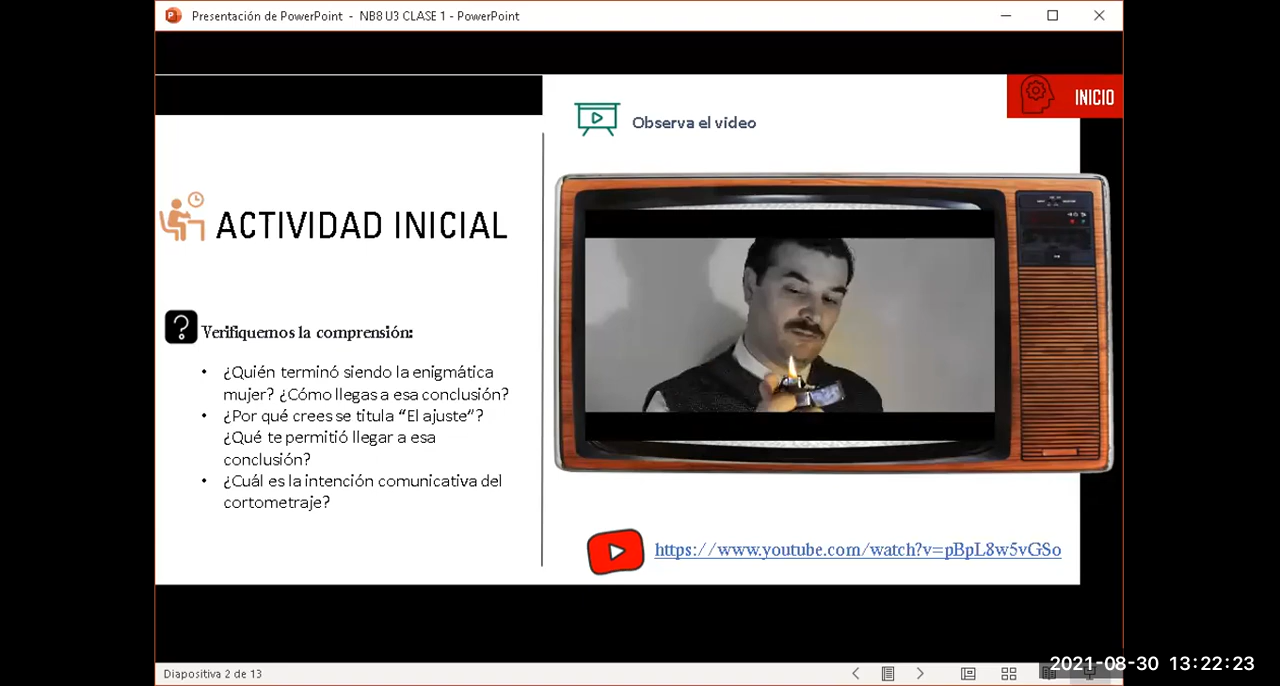 Presentación de PowerPoint - NB8 U3 CLASE 1 - PowerPoint
INICIO
Observa el video
ACTIVIDAD INICIAL
?
Verifiquemos la comprensión:
• ¿Quién terminó siendo la enigmática
mujer? ¿Cómo llegas a esa conclusión?
• ¿Por qué crees se titula “El ajuste”?
¿Qué te permitió llegar a esa
conclusión?
• ¿Cuál es la intención comunicativa del
cortometraje?
https://www.youtube.com/watch?v=pBpL8w5vGSo
Diapositiva 2 de 13
2021-08-30 13:22:23